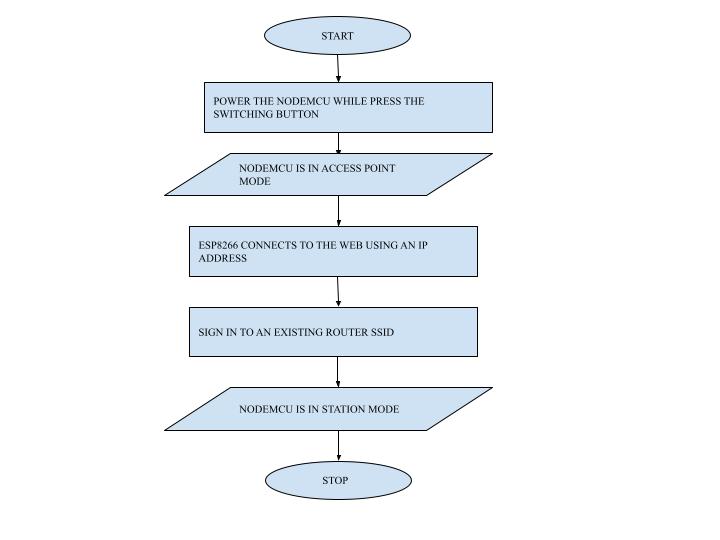 START
POWER THE NODEMCU WHILE PRESS THE
SWITCHING BUTTON
NODEMCU IS IN ACCESS POINT
MODE
ESP8266 CONNECTS TO THE WEB USING AN IP
ADDRESS
SIGN IN TO AN EXISTING ROUTER SSID
NODEMCU IS IN STATION MODE
STOP